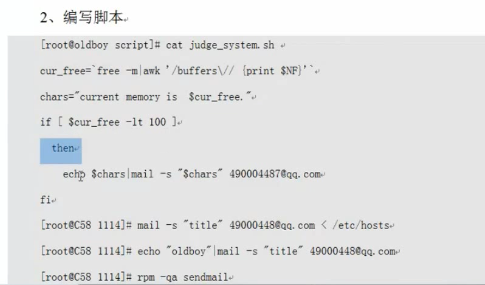 2、编写脚本
[root@oldboy script]# cat judge_system.sh
cur_free=`free -m|awk '/buffers\// {print $NF}'`
chars="current memory is $cur_free."
if [ $cur_free -lt 100 ]
then
echo $chars|mail -s "$chars" 490004487@qq.com
fi
[root@C58 1114]# mail -s "title" 49000448@qq.com < /etc/hosts
[root@C58 1114]# echo "oldboy"|mail -s "title" 49000448@qq.com
[root@C58 1114]# rpm -qa sendmail